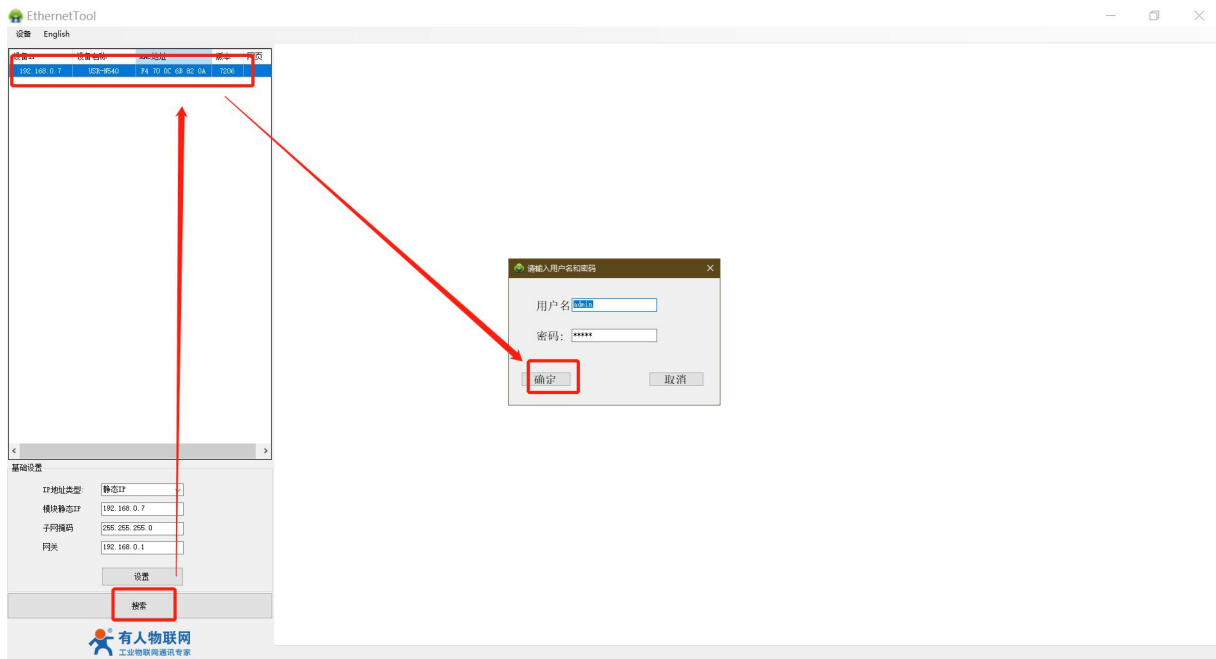 EthernetTool
设备 English
设备IP 设备名称 MAC地址 版本 网页
192.168.0.7 USR-N540 F4 70 0C 6B 82 0A 7206
请输入用户名和密码
用户名 admin
密码: *****
确定 取消
基础设置
IP地址类型: 静态IP
模块静态IP 192.168.0.7
子网掩码 255.255.255.0
网关 192.168.0.1
设置
搜索
有人物联网
工业物联网通讯专家